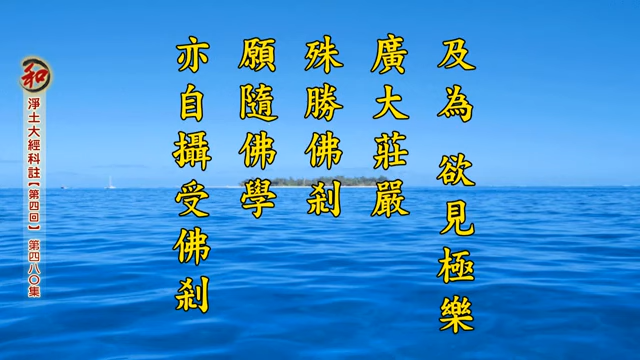 及為 欲見極樂
廣大莊嚴
殊勝佛剎
願隨佛學
亦自攝受佛剎
和
淨土大經科註【第四回】 第四八〇集